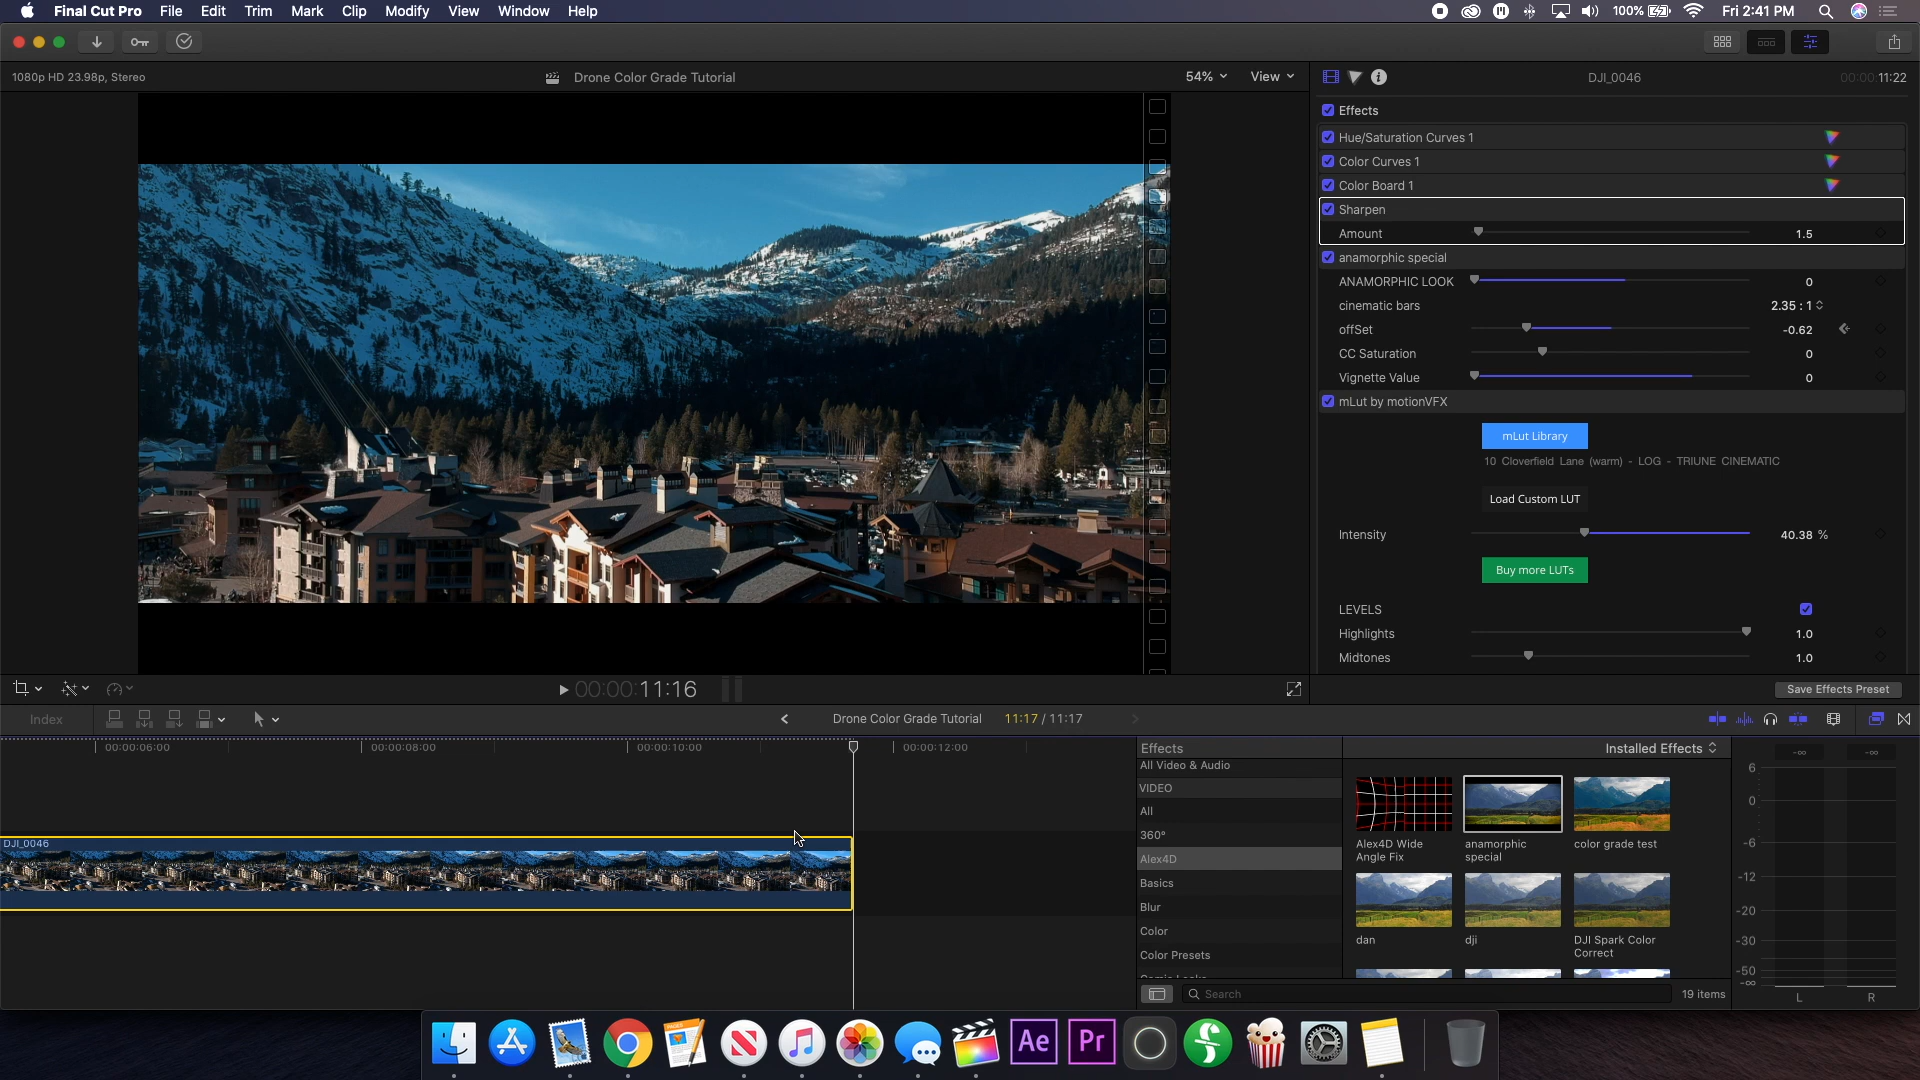 Final Cut Pro File Edit Trim Mark Clip Modify View Window Help 100% Fri 2:41 PM
1080p HD 23.98p, Stereo Drone Color Grade Tutorial 54% View DJI_0046 00:00:11:22
Effects
Hue/Saturation Curves 1
Color Curves 1
Color Board 1
Sharpen
Amount 1.5
anamorphic special
ANAMORPHIC LOOK 0
cinematic bars 2.35 : 1
offSet -0.62
CC Saturation 0
Vignette Value 0
mLut by motionVFX
mLut Library
10 Cloverfield Lane (warm) - LOG - TRIUNE CINEMATIC
Load Custom LUT
Intensity 40.38 %
Buy more LUTs
LEVELS
Highlights 1.0
Midtones 1.0
00:00:11:16 Save Effects Preset
Index Drone Color Grade Tutorial 11:17 / 11:17
00:00:06:00 00:00:08:00 00:00:10:00 00:00:12:00
DJI_0046
Effects Installed Effects
All Video & Audio
VIDEO
All
360°
Alex4D
Basics
Blur
Color
Color Presets
Comic Looks
Alex4D Wide
Angle Fix
anamorphic
special
color grade test
dan
dji
DJI Spark Color
Correct
Search 19 items
-∞ -∞
6
0
-6
-12
-20
-30
-50
-∞
L R
PAGES
Ae Pr